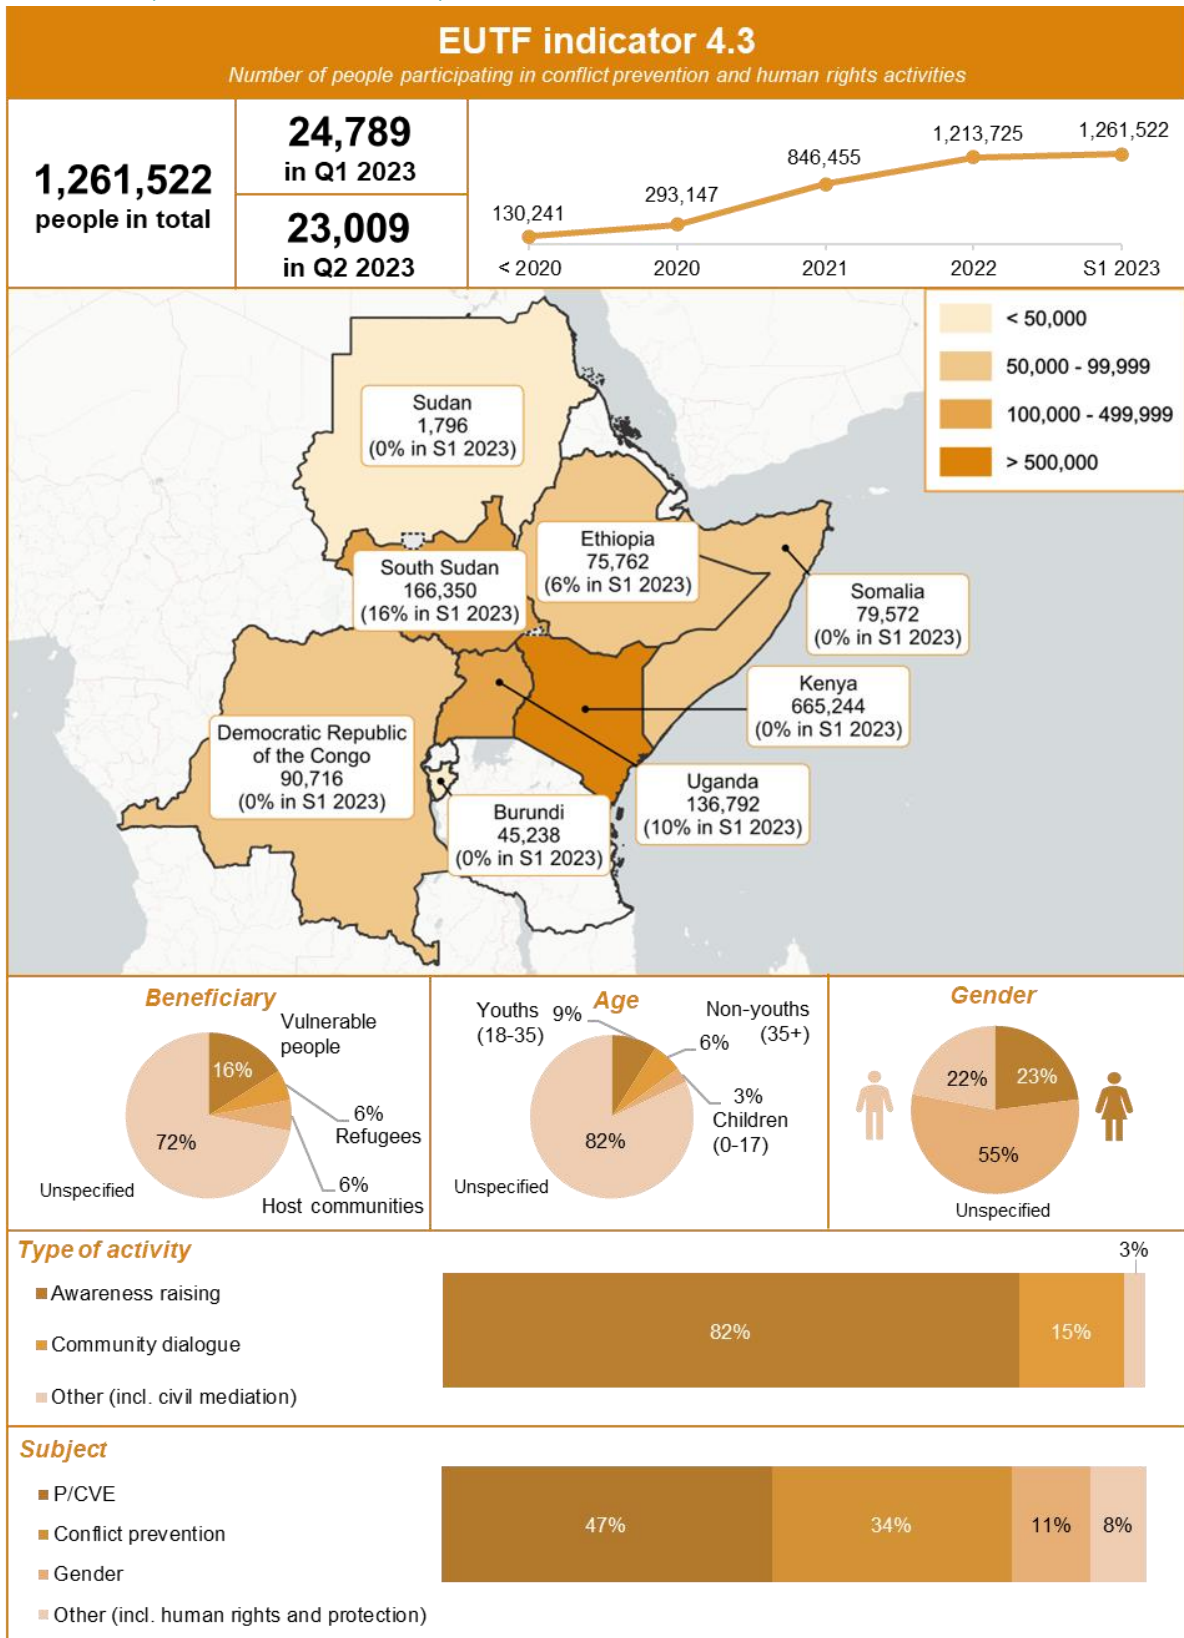 EUTF indicator 4.3
Number of people participating in conflict prevention and human rights activities
1,261,522
people in total
24,789
in Q1 2023
23,009
in Q2 2023
130,241
293,147
846,455
1,213,725
1,261,522
< 2020
2020
2021
2022
S1 2023
< 50,000
50,000 - 99,999
100,000 - 499,999
> 500,000
Sudan
1,796
(0% in S1 2023)
Ethiopia
75,762
(6% in S1 2023)
South Sudan
166,350
(16% in S1 2023)
Somalia
79,572
(0% in S1 2023)
Kenya
665,244
(0% in S1 2023)
Democratic Republic
of the Congo
90,716
(0% in S1 2023)
Uganda
136,792
(10% in S1 2023)
Burundi
45,238
(0% in S1 2023)
Beneficiary
Vulnerable
people
16%
6%
Refugees
72%
6%
Host communities
Unspecified
Age
Youths
(18-35)
9%
Non-youths
(35+)
6%
3%
Children
(0-17)
82%
Unspecified
Gender
22%
23%
55%
Unspecified
Type of activity
Awareness raising
Community dialogue
Other (incl. civil mediation)
82%
15%
3%
Subject
P/CVE
Conflict prevention
Gender
Other (incl. human rights and protection)
47%
34%
11%
8%